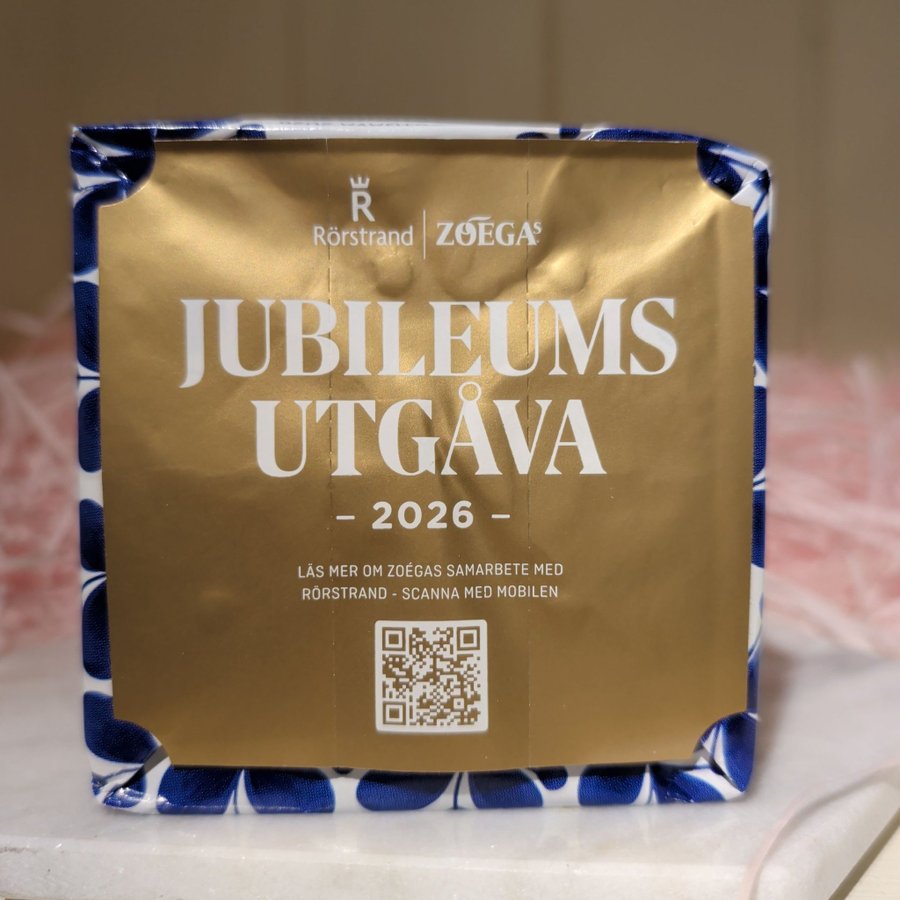 R
Rörstrand | ZOÉGAS
JUBILEUMS
UTGÅVA
– 2026 –
LÄS MER OM ZOÉGAS SAMARBETE MED
RÖRSTRAND - SCANNA MED MOBILEN